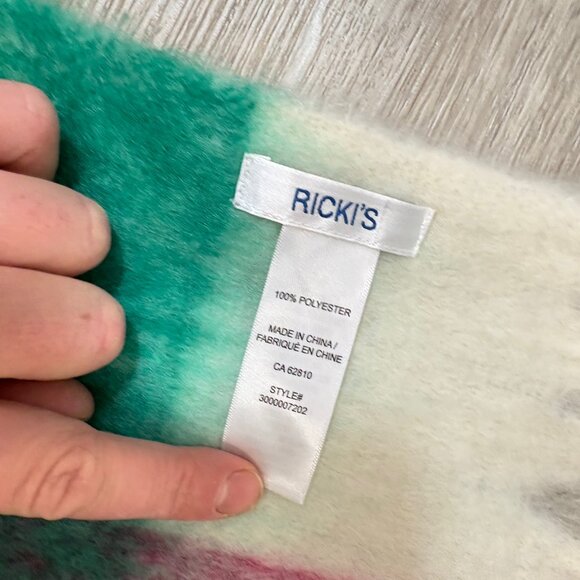 RICKI'S
100% POLYESTER
MADE IN CHINA /
FABRIQUÉ EN CHINE
CA 62810
STYLE#
3000007202